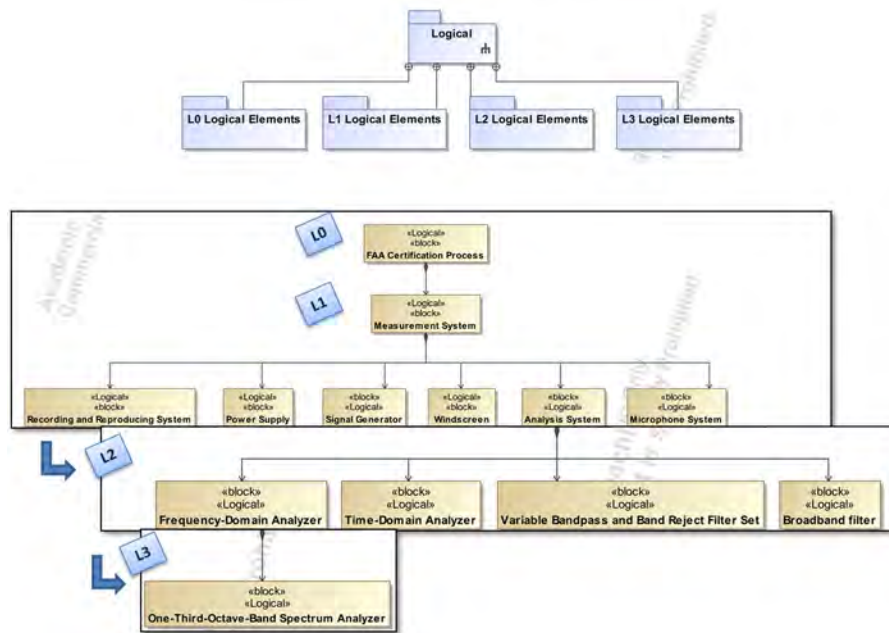 Logical
L0 Logical Elements
L1 Logical Elements
L2 Logical Elements
L3 Logical Elements
L0
«Logical»
«block»
FAA Certification Process
L1
«Logical»
«block»
Measurement System
«Logical»
«block»
Recording and Reproducing System
«Logical»
«block»
Power Supply
«block»
«Logical»
Signal Generator
«Logical»
«block»
Windscreen
«block»
«Logical»
Analysis System
«block»
«Logical»
Microphone System
L2
«block»
«Logical»
Frequency-Domain Analyzer
«block»
«Logical»
Time-Domain Analyzer
«block»
«Logical»
Variable Bandpass and Band Reject Filter Set
«block»
«Logical»
Broadband filter
L3
«block»
«Logical»
One-Third-Octave-Band Spectrum Analyzer